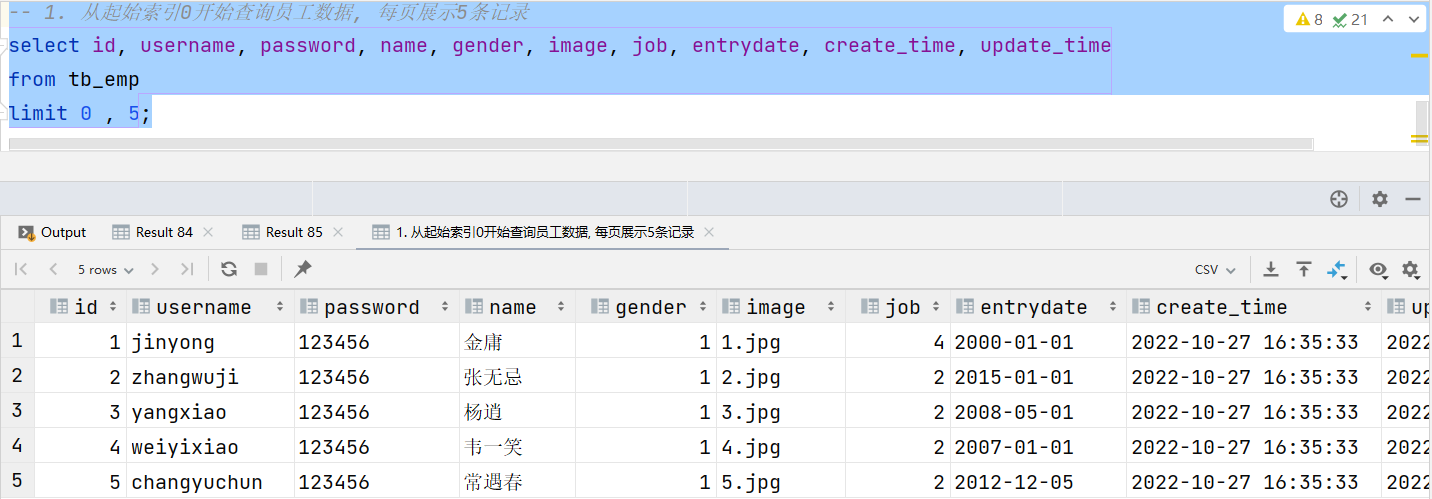 -- 1. 从起始索引0开始查询员工数据, 每页展示5条记录
8 21
select id, username, password, name, gender, image, job, entrydate, create_time, update_time
from tb_emp
limit 0 , 5;
Output Result 84 Result 85 1. 从起始索引0开始查询员工数据, 每页展示5条记录
5 rows CSV
id username password name gender image job entrydate create_time up
1 1 jinyong 123456 金庸 1 1.jpg 4 2000-01-01 2022-10-27 16:35:33 2022
2 2 zhangwuji 123456 张无忌 1 2.jpg 2 2015-01-01 2022-10-27 16:35:33 2022
3 3 yangxiao 123456 杨逍 1 3.jpg 2 2008-05-01 2022-10-27 16:35:33 2022
4 4 weiyixiao 123456 韦一笑 1 4.jpg 2 2007-01-01 2022-10-27 16:35:33 2022
5 5 changyuchun 123456 常遇春 1 5.jpg 2 2012-12-05 2022-10-27 16:35:33 2022